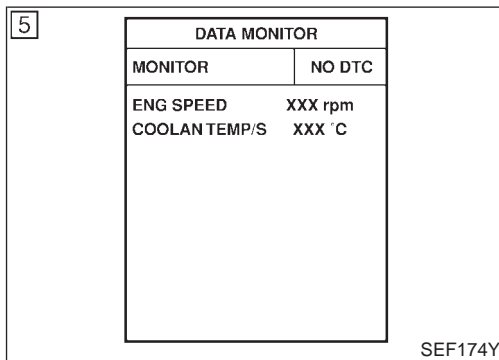 5
DATA MONITOR
MONITOR NO DTC
ENG SPEED XXX rpm
COOLAN TEMP/S XXX °C
SEF174Y